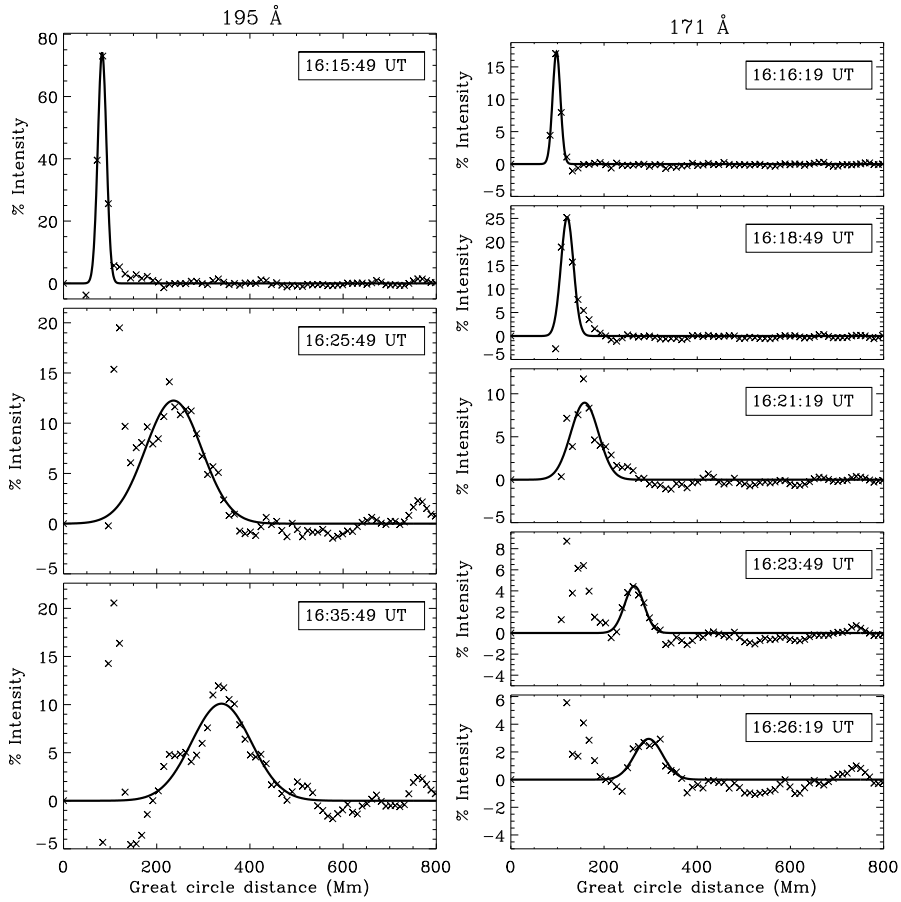 195 Å
80
60
40
20
0
% Intensity
16:15:49 UT
20
15
10
5
0
-5
% Intensity
16:25:49 UT
20
15
10
5
0
-5
% Intensity
16:35:49 UT
0 200 400 600 800
Great circle distance (Mm)
171 Å
15
10
5
0
-5
% Intensity
16:16:19 UT
25
20
15
10
5
0
-5
% Intensity
16:18:49 UT
10
5
0
-5
% Intensity
16:21:19 UT
8
6
4
2
0
-2
-4
% Intensity
16:23:49 UT
6
4
2
0
-2
-4
% Intensity
16:26:19 UT
0 200 400 600 800
Great circle distance (Mm)